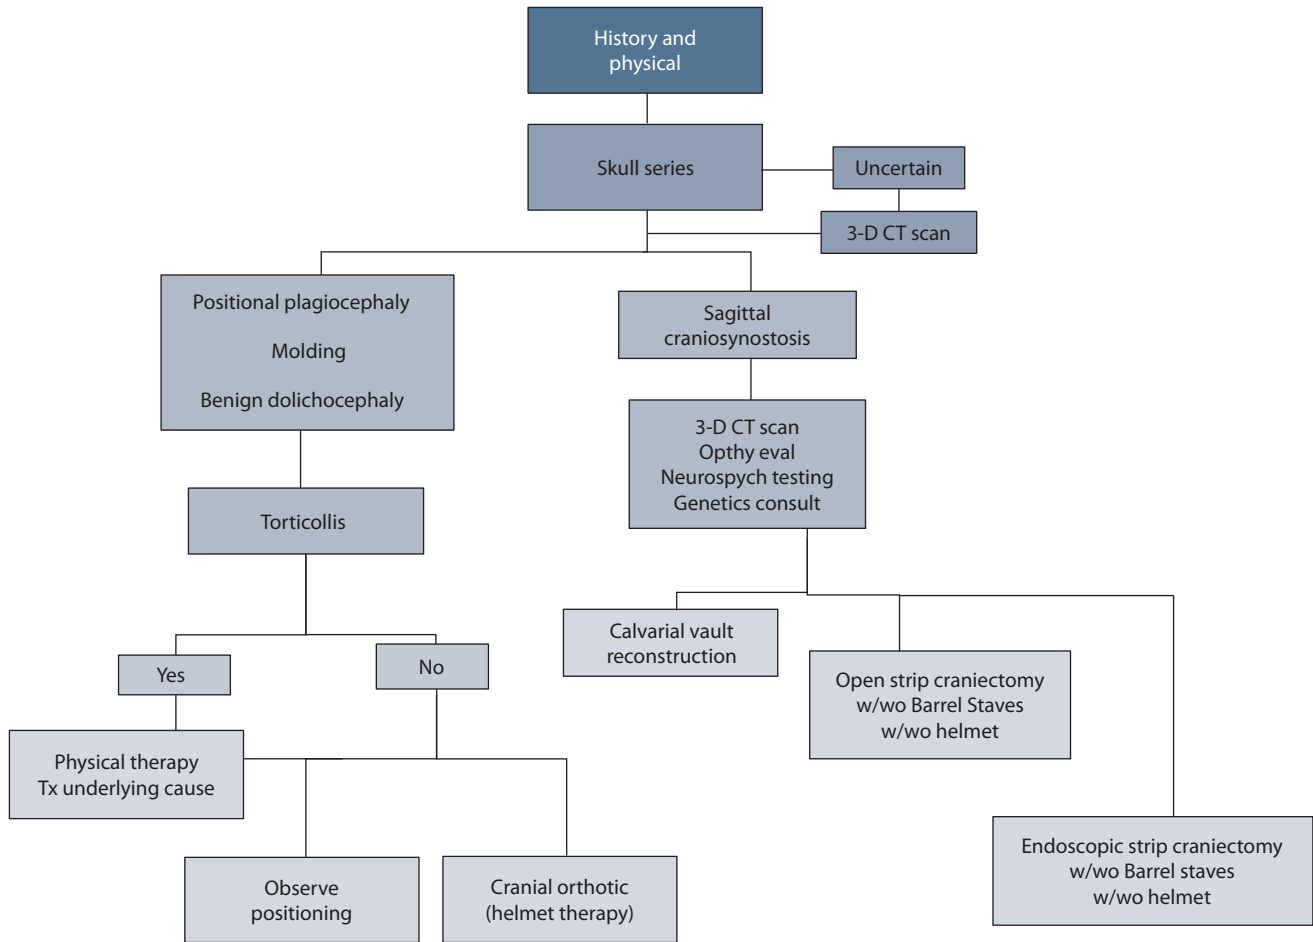 History and
physical
Skull series
Uncertain
3-D CT scan
Positional plagiocephaly
Molding
Benign dolichocephaly
Sagittal
craniosynostosis
3-D CT scan
Opthy eval
Neurospych testing
Genetics consult
Torticollis
Yes
No
Physical therapy
Tx underlying cause
Observe
positioning
Cranial orthotic
(helmet therapy)
Calvarial vault
reconstruction
Open strip craniectomy
w/wo Barrel Staves
w/wo helmet
Endoscopic strip craniectomy
w/wo Barrel staves
w/wo helmet